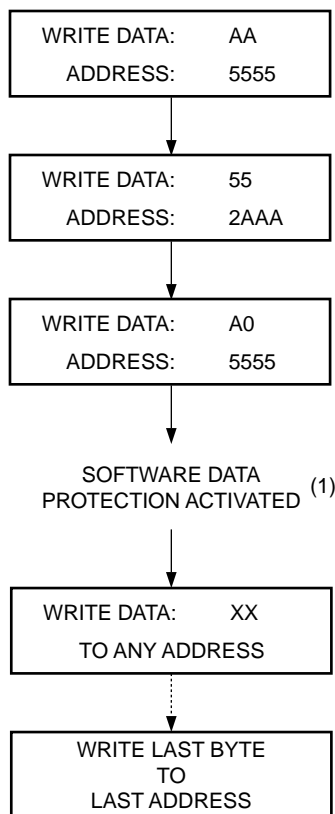 WRITE DATA: AA
ADDRESS: 5555
WRITE DATA: 55
ADDRESS: 2AAA
WRITE DATA: A0
ADDRESS: 5555
SOFTWARE DATA
PROTECTION ACTIVATED (1)
WRITE DATA: XX
TO ANY ADDRESS
WRITE LAST BYTE
TO
LAST ADDRESS